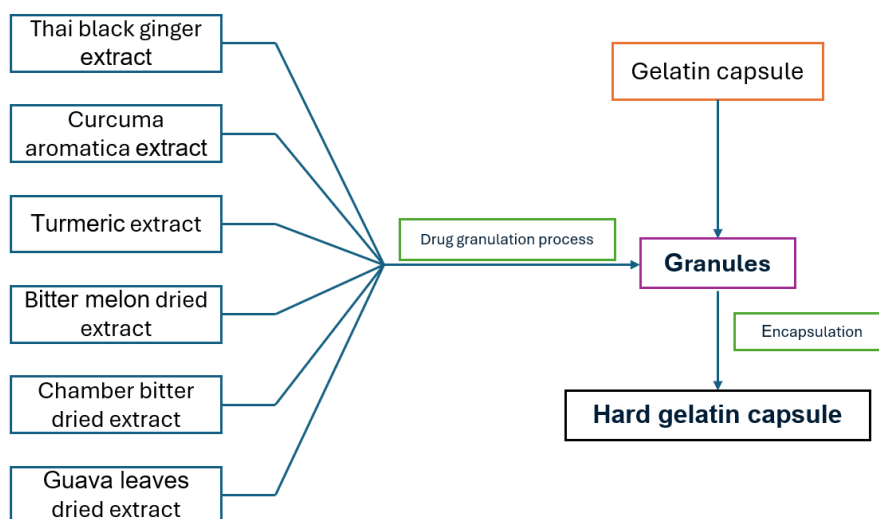 Thai black ginger
extract
Curcuma
aromatica extract
Turmeric extract
Bitter melon dried
extract
Chamber bitter
dried extract
Guava leaves
dried extract
Drug granulation process
Gelatin capsule
Granules
Encapsulation
Hard gelatin capsule